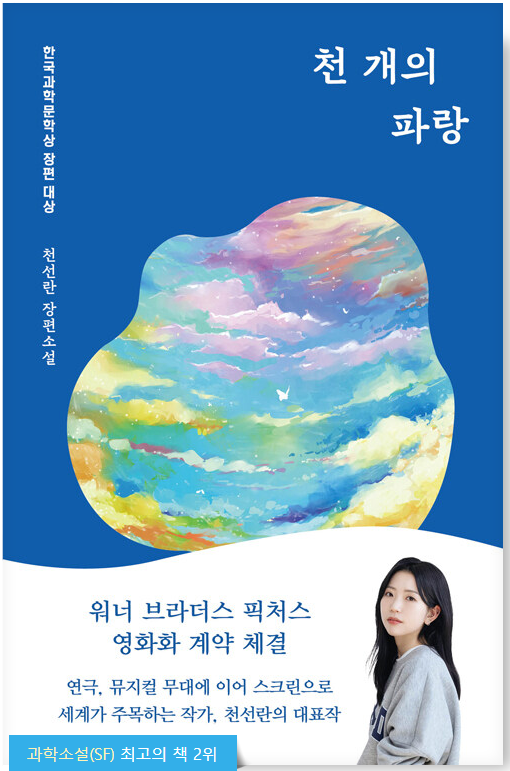 천 개의
파랑
한국과학문학상 장편 대상
천선란 장편소설
워너 브라더스 픽처스
영화화 계약 체결
연극, 뮤지컬 무대에 이어 스크린으로
세계가 주목하는 작가, 천선란의 대표작
과학소설(SF) 최고의 책 2위